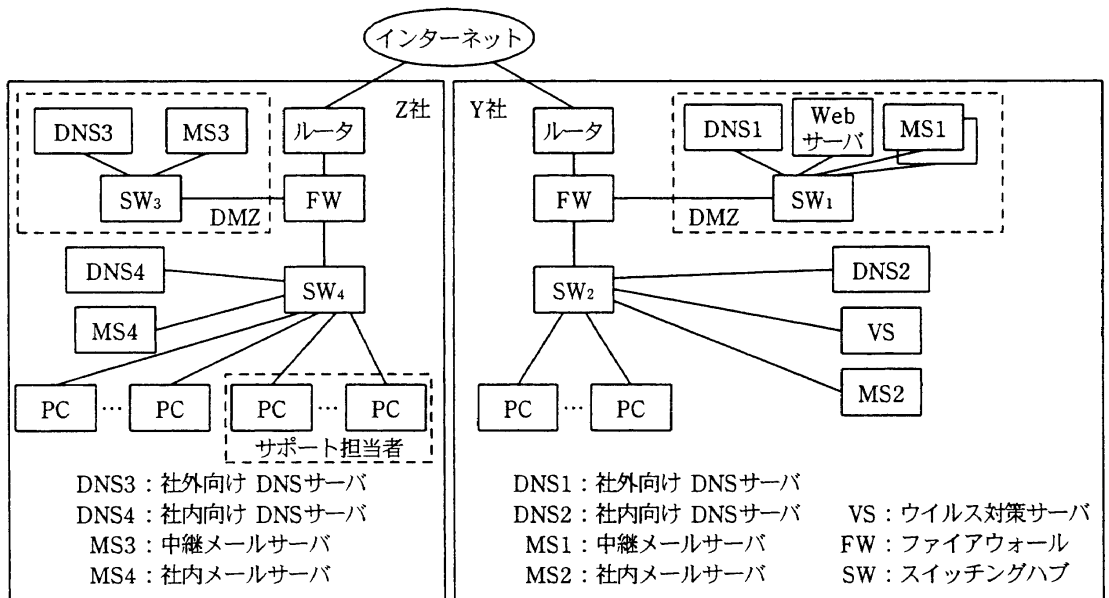 インターネット
Z社
DNS3
MS3
ルータ
SW3
DMZ
FW
DNS4
SW4
MS4
PC … PC
PC … PC
サポート担当者
DNS3：社外向け DNSサーバ
DNS4：社内向け DNSサーバ
MS3：中継メールサーバ
MS4：社内メールサーバ
Y社
ルータ
DNS1
Web
サーバ
MS1
FW
DMZ
SW1
SW2
DNS2
VS
MS2
PC … PC
DNS1：社外向け DNSサーバ
DNS2：社内向け DNSサーバ
MS1：中継メールサーバ
MS2：社内メールサーバ
VS：ウイルス対策サーバ
FW：ファイアウォール
SW：スイッチングハブ